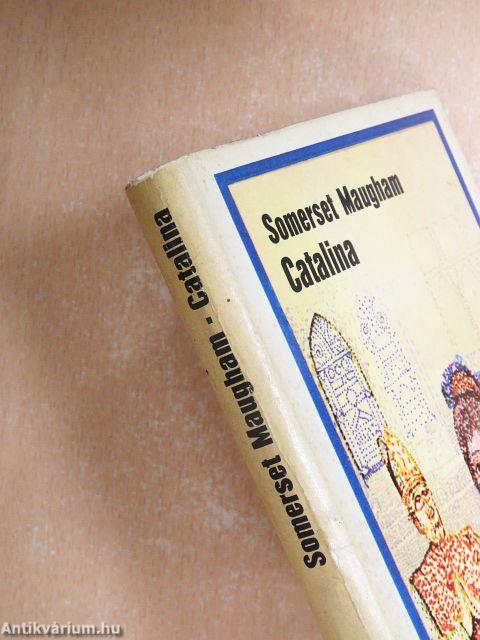 Somerset Maugham
Catalina
Somerset Maugham - Catalina
Antikvárium.hu